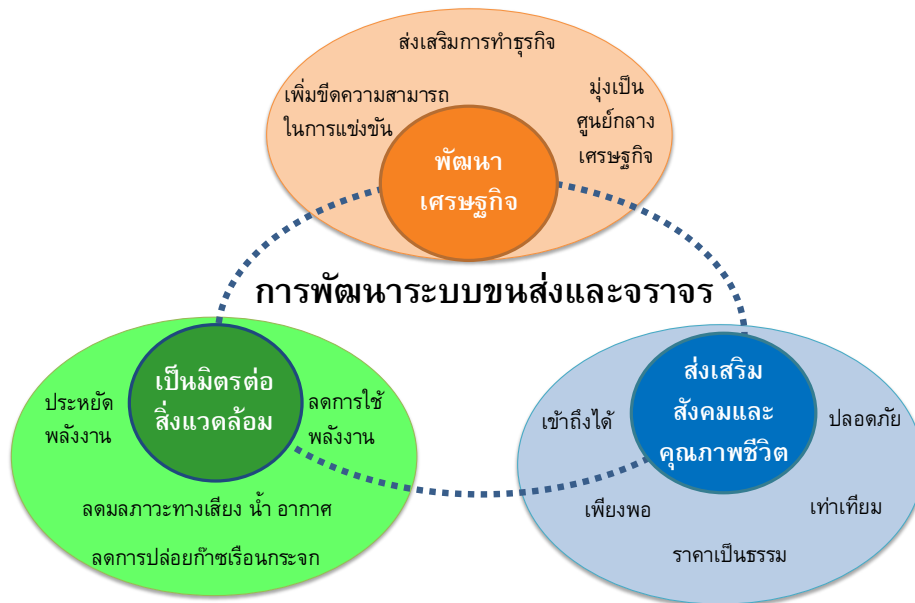 ส่งเสริมการทำธุรกิจ
เพิ่มขีดความสามารถ
ในการแข่งขัน
มุ่งเป็น
ศูนย์กลาง
เศรษฐกิจ
พัฒนา
เศรษฐกิจ
การพัฒนาระบบขนส่งและจราจร
เป็นมิตรต่อ
สิ่งแวดล้อม
ประหยัด
พลังงาน
ลดการใช้
พลังงาน
ลดมลภาวะทางเสียง น้ำ อากาศ
ลดการปล่อยก๊าซเรือนกระจก
ส่งเสริม
สังคมและ
คุณภาพชีวิต
เข้าถึงได้
ปลอดภัย
เพียงพอ
เท่าเทียม
ราคาเป็นธรรม